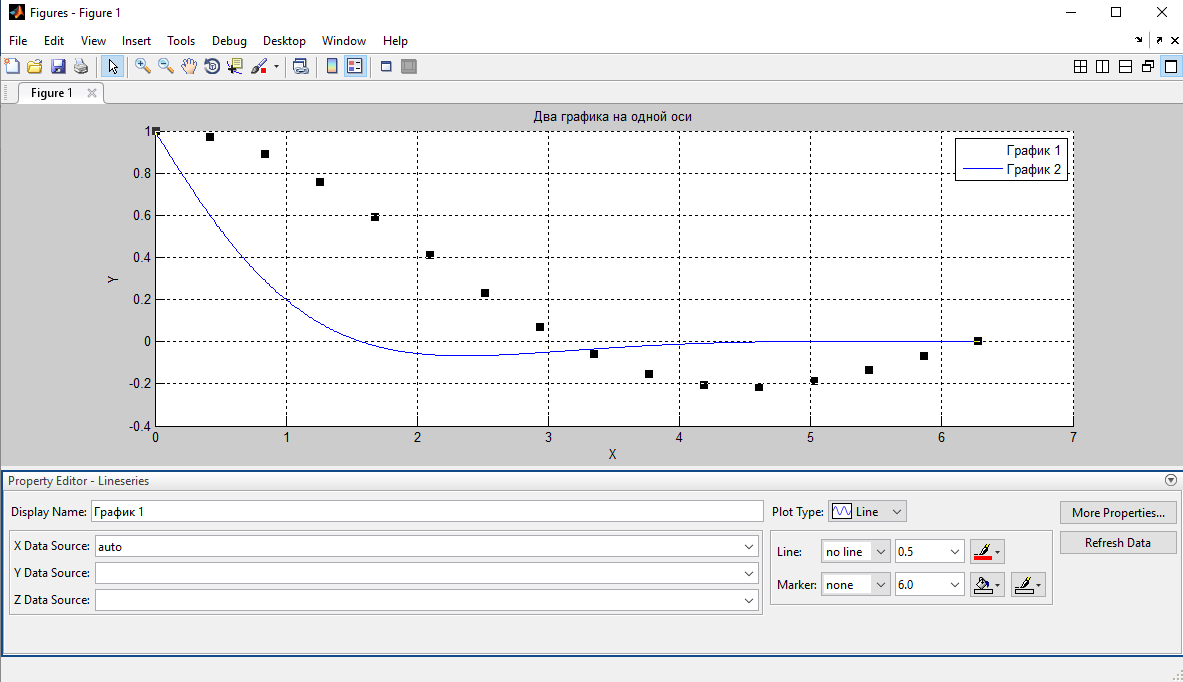 Figures - Figure 1
File Edit View Insert Tools Debug Desktop Window Help
Figure 1
Два графика на одной оси
График 1
График 2
1
0.8
0.6
0.4
0.2
0
-0.2
-0.4
Y
0 1 2 3 4 5 6 7
X
Property Editor - Lineseries
Display Name: График 1
Plot Type: Line
More Properties...
X Data Source: auto
Y Data Source:
Z Data Source:
Line: no line 0.5
Marker: none 6.0
Refresh Data